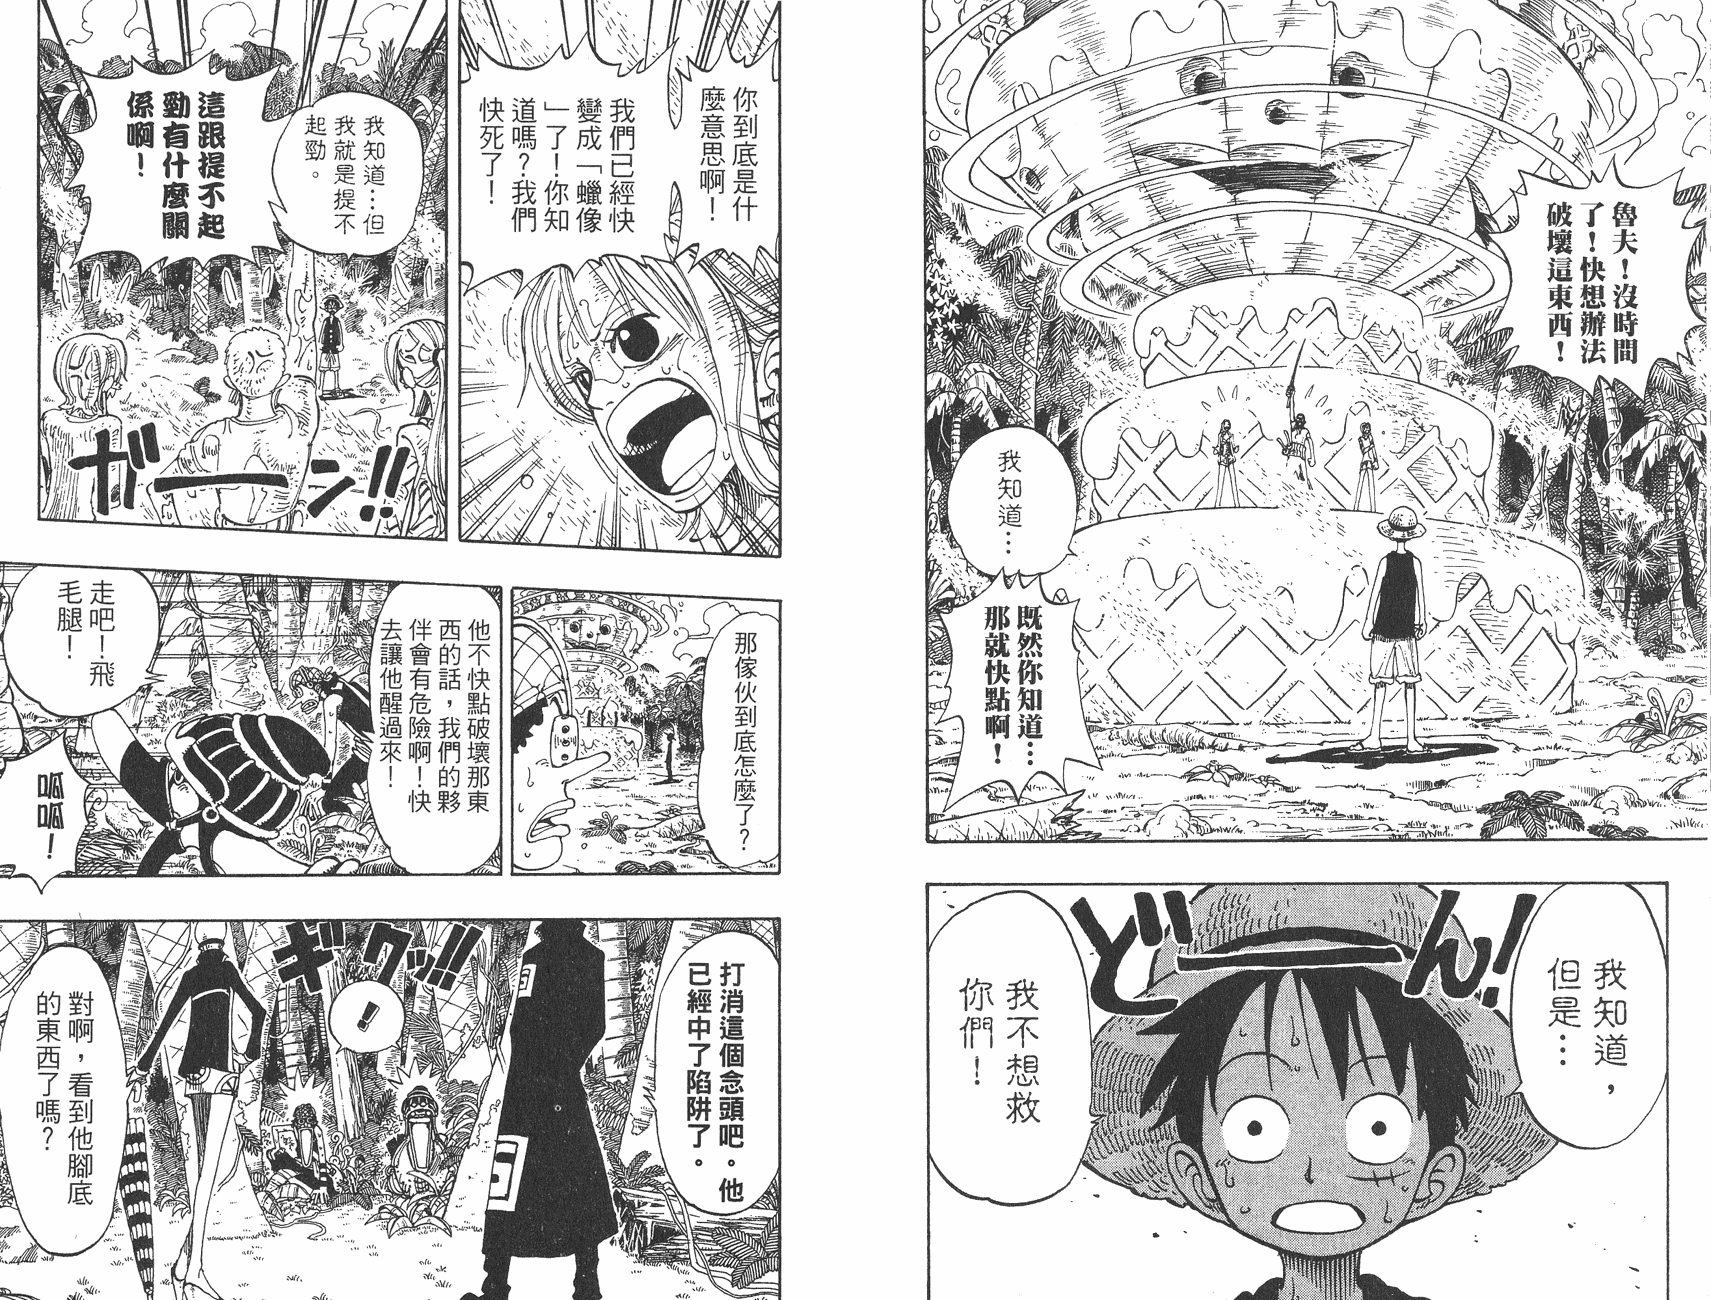 魯夫！沒時間
了！快想辦法
破壞這東西！
我知道…
既然你知道…
那就快點啊！
我知道，
但是…
どーん！
我不想救
你們！
你到底是什
麼意思啊！
我們已經快
變成「蠟像
」了！你知
道嗎？我們
快死了！
我知道…但
我就是提不
起勁。
這跟提不起
勁有什麼關
係啊！
ガーン！！
那傢伙到底怎麼了？
他不快點破壞那東
西的話，我們的夥
伴會有危險啊！快
去讓他醒過來！
走吧！飛
毛腿！
呱呱！
打消這個念頭吧．他
已經中了陷阱了．
ギクッ！！
！
對啊，看到他腳底
的東西了嗎？